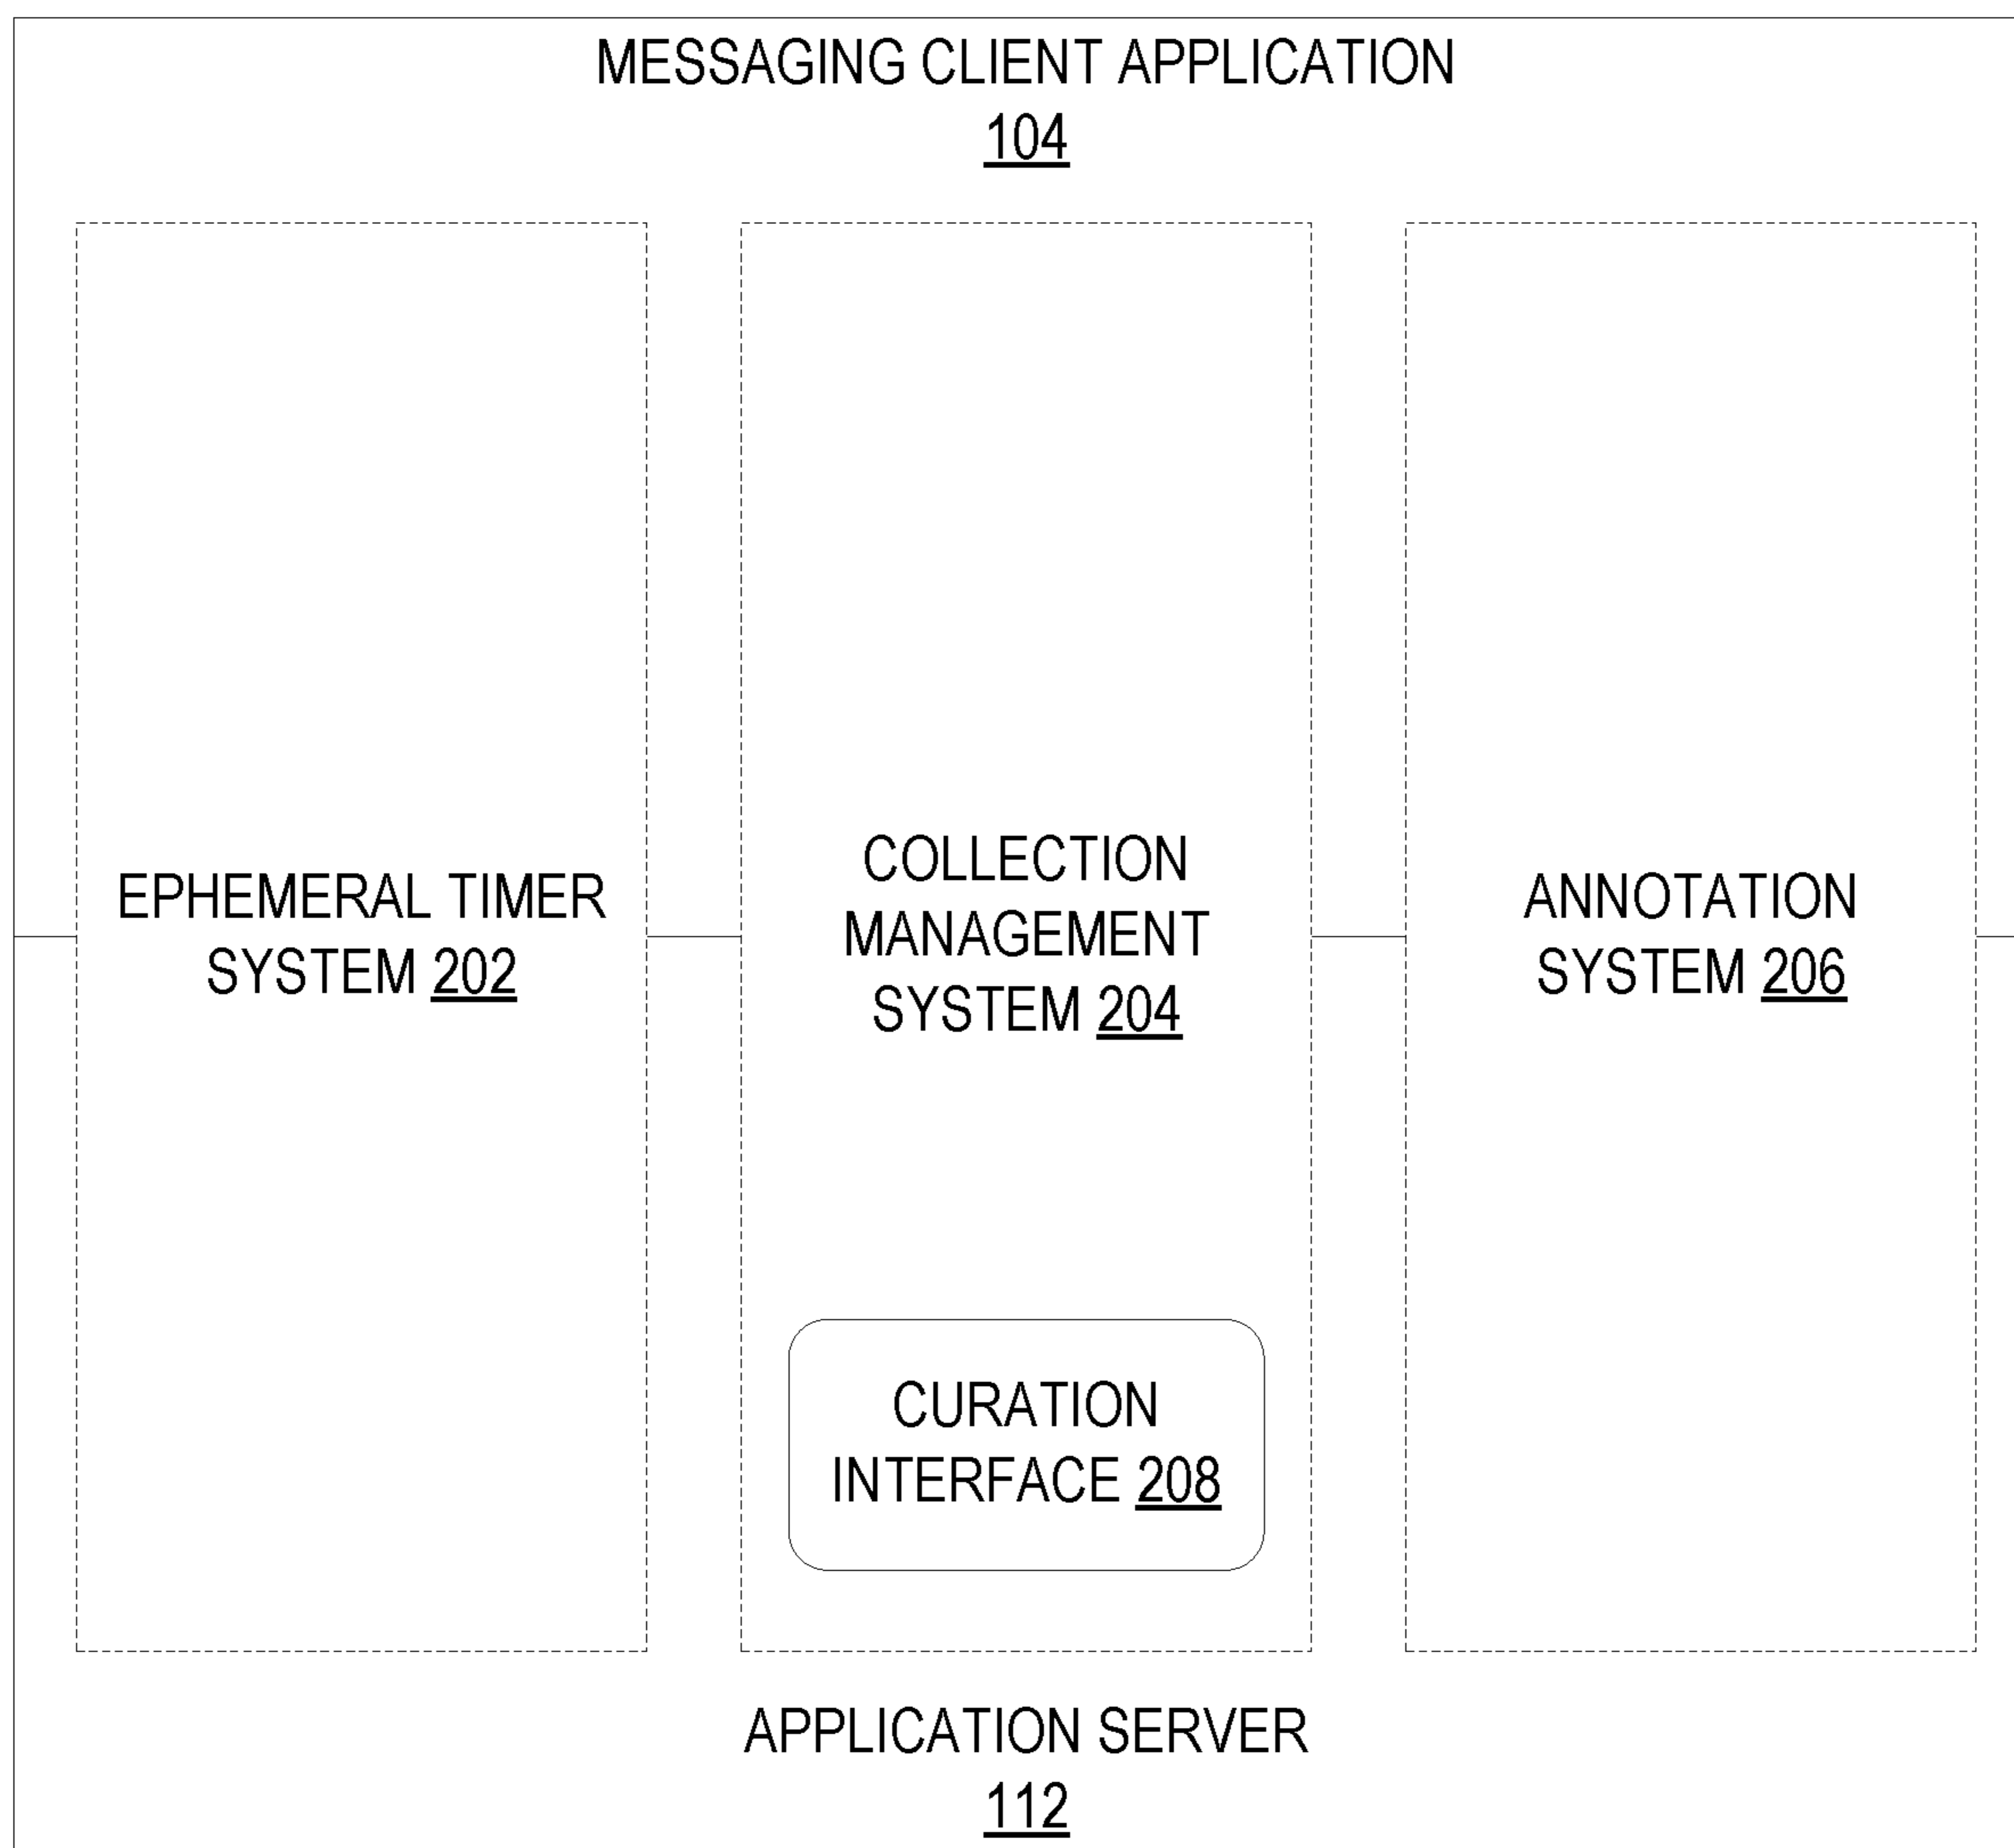 MESSAGING CLIENT APPLICATION
104
EPHEMERAL TIMER
SYSTEM 202
COLLECTION
MANAGEMENT
SYSTEM 204
CURATION
INTERFACE 208
ANNOTATION
SYSTEM 206
APPLICATION SERVER
112